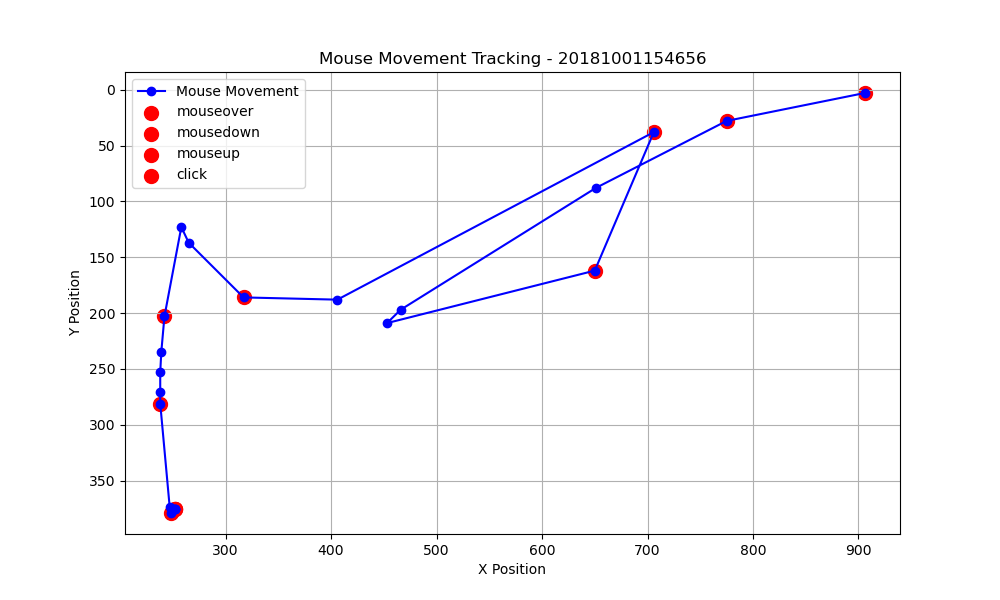 Mouse Movement Tracking - 20181001154656
Mouse Movement
mouseover
mousedown
mouseup
click
Y Position
0
50
100
150
200
250
300
350
300 400 500 600 700 800 900
X Position